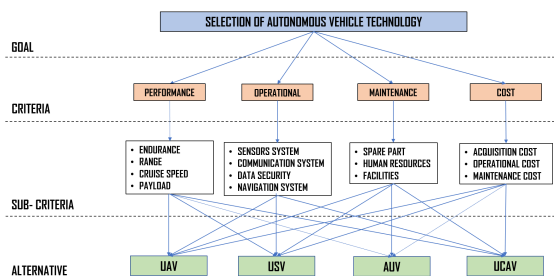 SELECTION OF AUTONOMOUS VEHICLE TECHNOLOGY
GOAL
PERFORMANCE
OPERATIONAL
MAINTENANCE
COST
CRITERIA
• ENDURANCE
• RANGE
• CRUISE SPEED
• PAYLOAD
• SENSORS SYSTEM
• COMMUNICATION SYSTEM
• DATA SECURITY
• NAVIGATION SYSTEM
• SPARE PART
• HUMAN RESOURCES
• FACILITIES
• ACQUISITION COST
• OPERATIONAL COST
• MAINTENANCE COST
SUB- CRITERIA
UAV
USV
AUV
UCAV
ALTERNATIVE